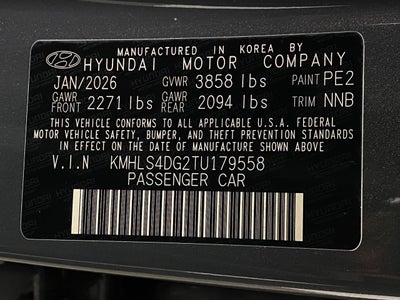 MANUFACTURED IN KOREA BY
HYUNDAI MOTOR COMPANY
JAN/2026 GVWR 3858 lbs PAINT PE2
GAWR FRONT 2271 lbs GAWR REAR 2094 lbs TRIM NNB
THIS VEHICLE CONFORMS TO ALL APPLICABLE U.S.A. FEDERAL
MOTOR VEHICLE SAFETY, BUMPER, AND THEFT PREVENTION STANDARDS
IN EFFECT ON THE DATE OF MANUFACTURE SHOWN ABOVE
V.I.N KMHLS4DG2TU179558
PASSENGER CAR